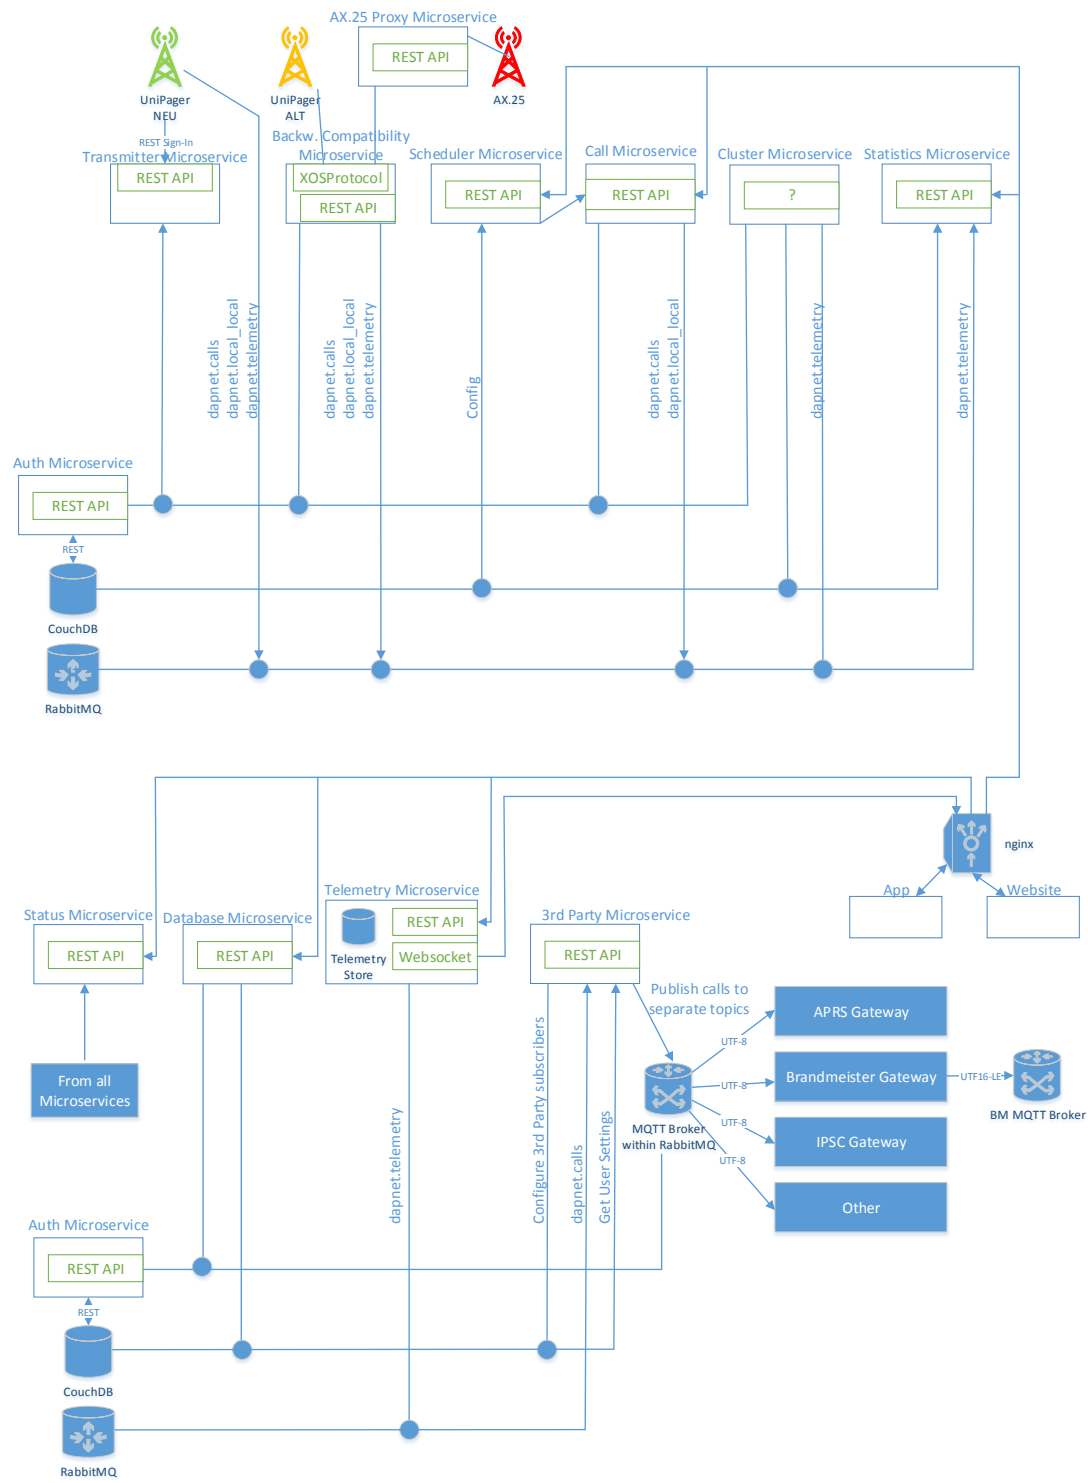 AX.25 Proxy Microservice
REST API
UniPager
NEU
UniPager
ALT
AX.25
REST Sign-In
Transmitter Microservice
REST API
Backw. Compatibility
Microservice
XOSProtocol
REST API
Scheduler Microservice
REST API
Call Microservice
REST API
Cluster Microservice
?
Statistics Microservice
REST API
dapnet.calls
dapnet.local_local
dapnet.telemetry
dapnet.calls
dapnet.local_local
dapnet.telemetry
Config
dapnet.calls
dapnet.local_local
dapnet.telemetry
dapnet.telemetry
Auth Microservice
REST API
REST
CouchDB
RabbitMQ
nginx
App
Website
Status Microservice
REST API
Database Microservice
REST API
Telemetry Microservice
REST API
Websocket
Telemetry
Store
3rd Party Microservice
REST API
Publish calls to
separate topics
From all
Microservices
UTF-8
UTF-8
UTF-8
UTF-8
APRS Gateway
Brandmeister Gateway
IPSC Gateway
Other
UTF16-LE
BM MQTT Broker
MQTT Broker
within RabbitMQ
dapnet.telemetry
Configure 3rd Party subscribers
dapnet.calls
Get User Settings
Auth Microservice
REST API
REST
CouchDB
RabbitMQ